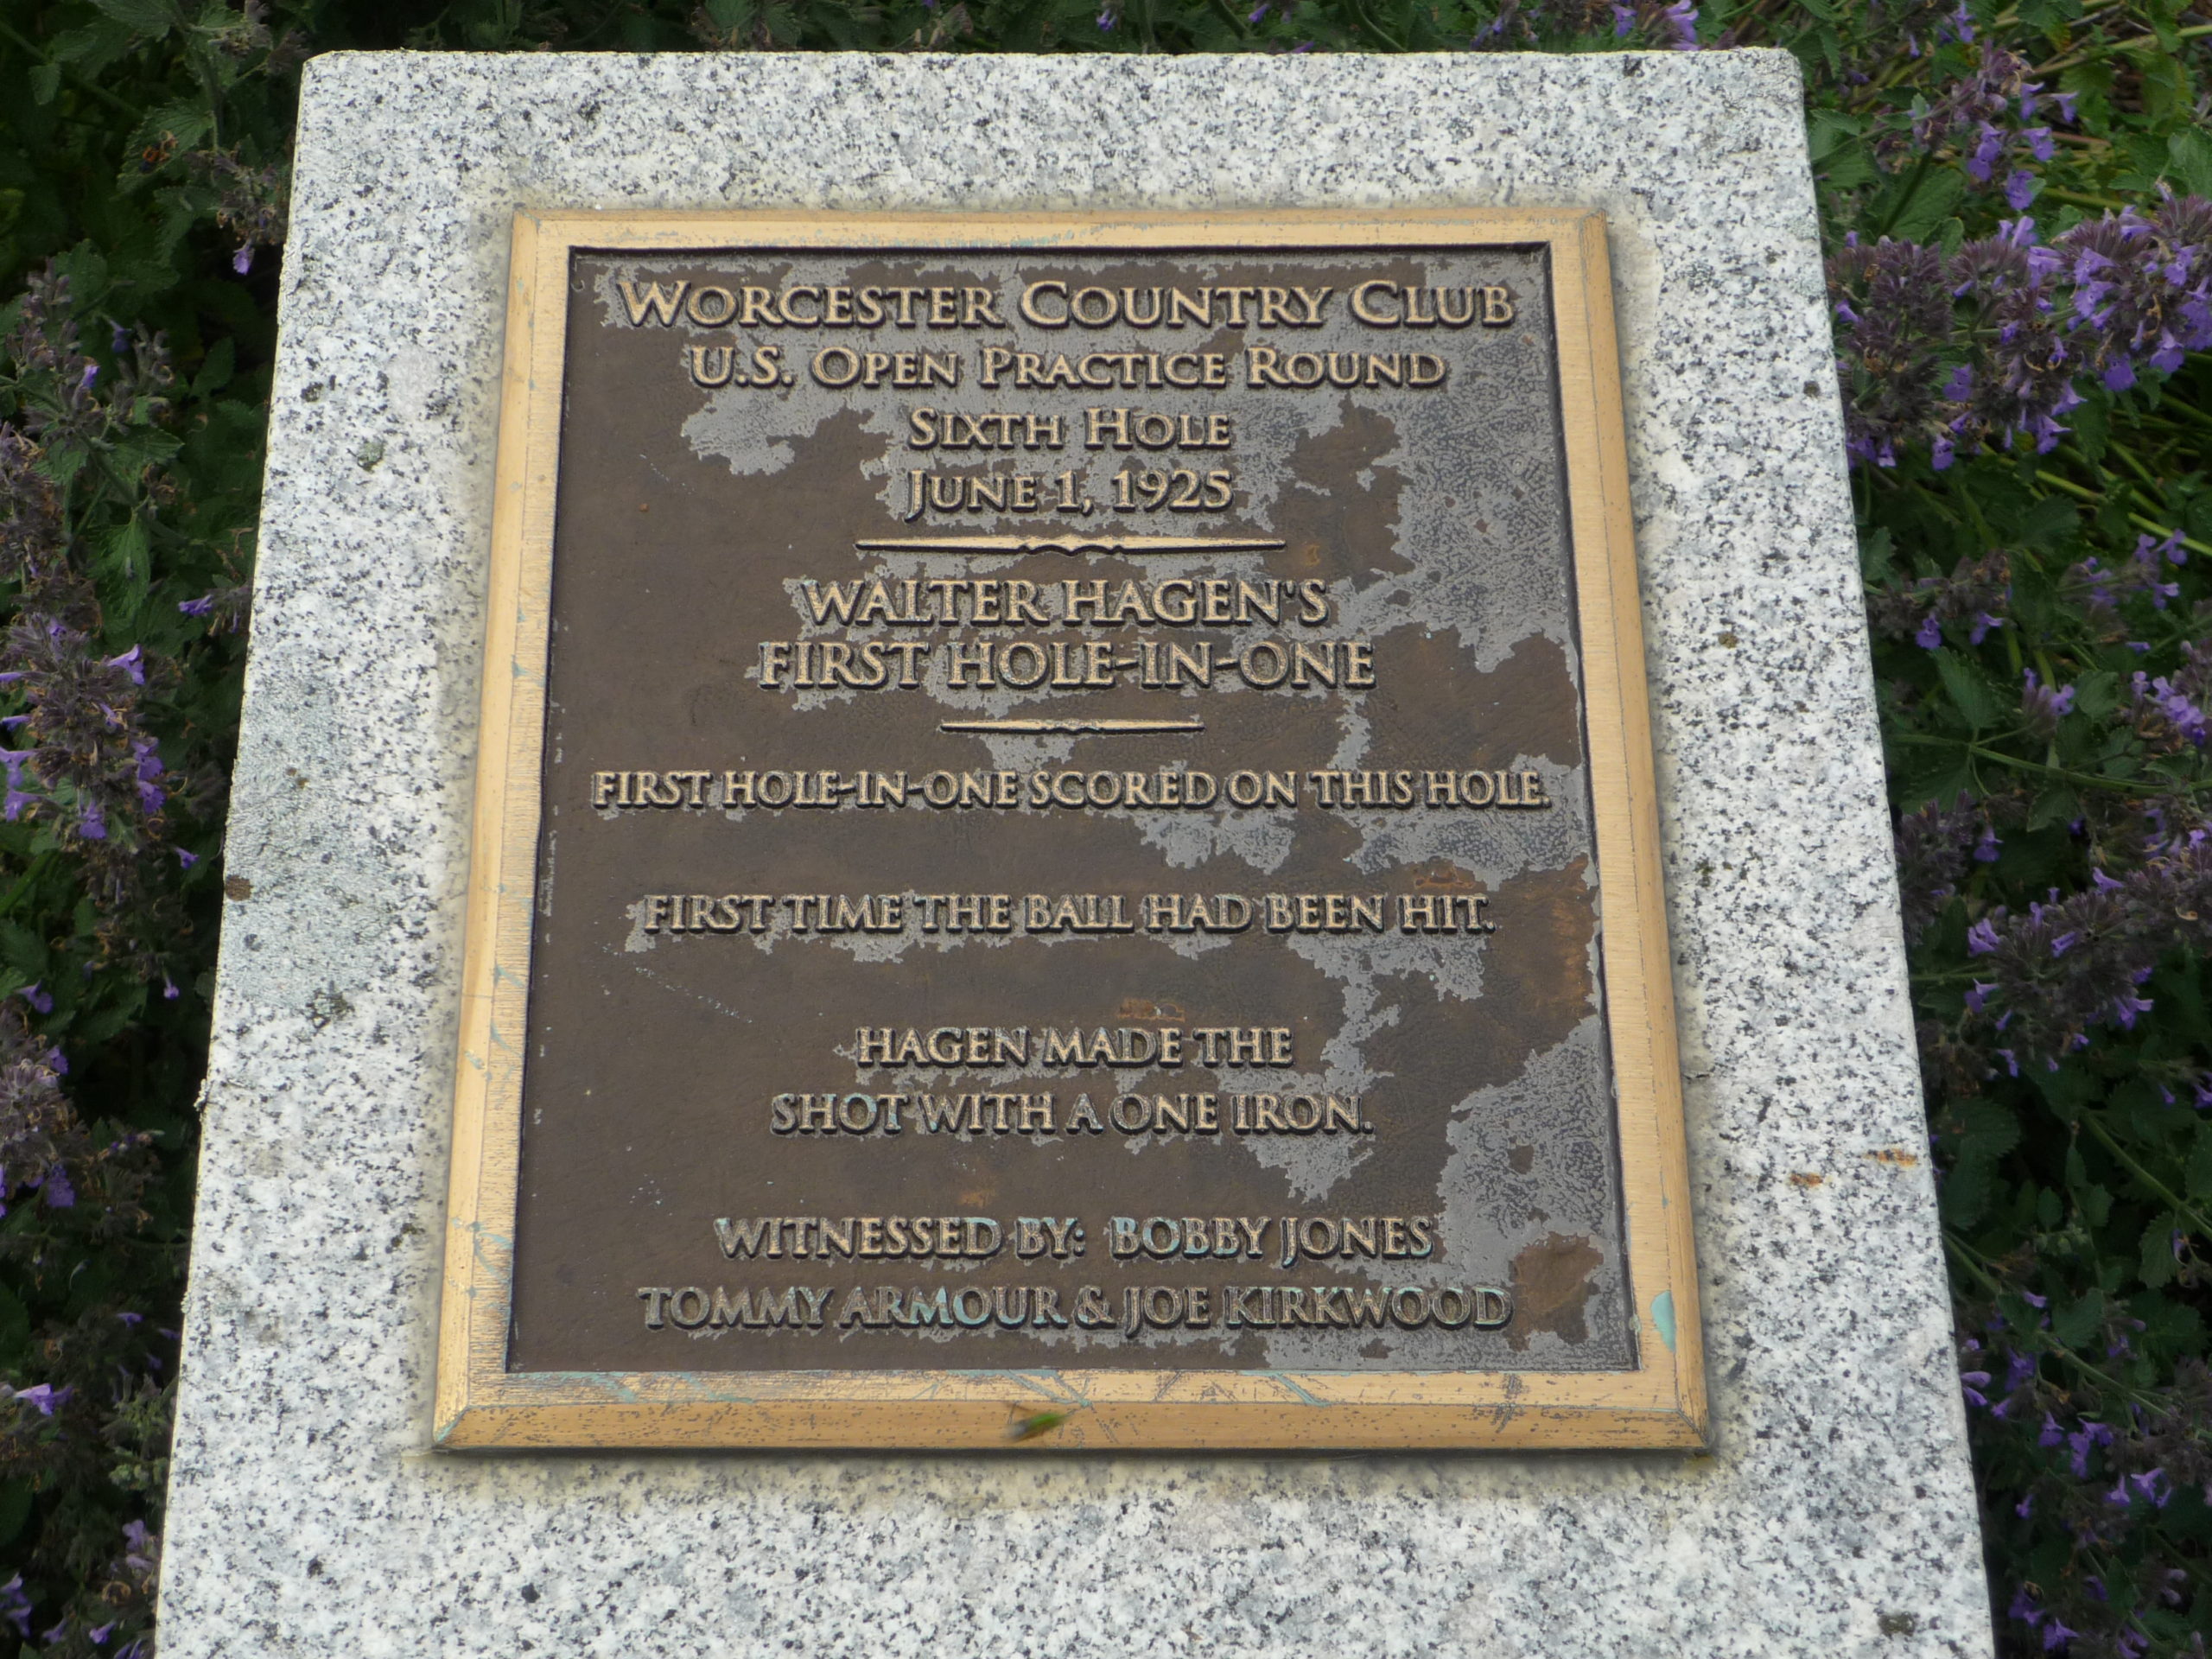 WORCESTER COUNTRY CLUB
U.S. OPEN PRACTICE ROUND
SIXTH HOLE
JUNE 1, 1925
WALTER HAGEN'S
FIRST HOLE-IN-ONE
FIRST HOLE-IN-ONE SCORED ON THIS HOLE.
FIRST TIME THE BALL HAD BEEN HIT.
HAGEN MADE THE
SHOT WITH A ONE IRON.
WITNESSED BY: BOBBY JONES
TOMMY ARMOUR & JOE KIRKWOOD